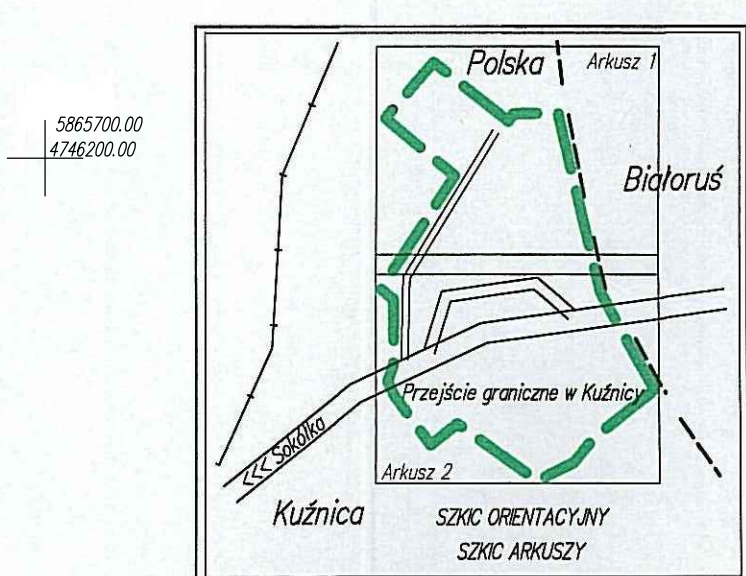 5865700.00
4746200.00
Polska
Arkusz 1
Białoruś
Przejście graniczne w Kuźnicy
<<< Sokółka
Arkusz 2
Kuźnica
SZKIC ORIENTACYJNY
SZKIC ARKUSZY